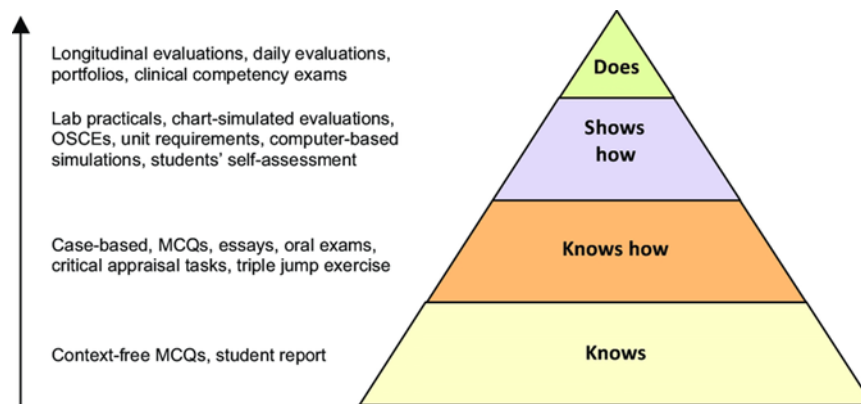 Longitudinal evaluations, daily evaluations,
portfolios, clinical competency exams
Does
Lab practicals, chart-simulated evaluations,
OSCEs, unit requirements, computer-based
simulations, students' self-assessment
Shows
how
Case-based, MCQs, essays, oral exams,
critical appraisal tasks, triple jump exercise
Knows how
Context-free MCQs, student report
Knows